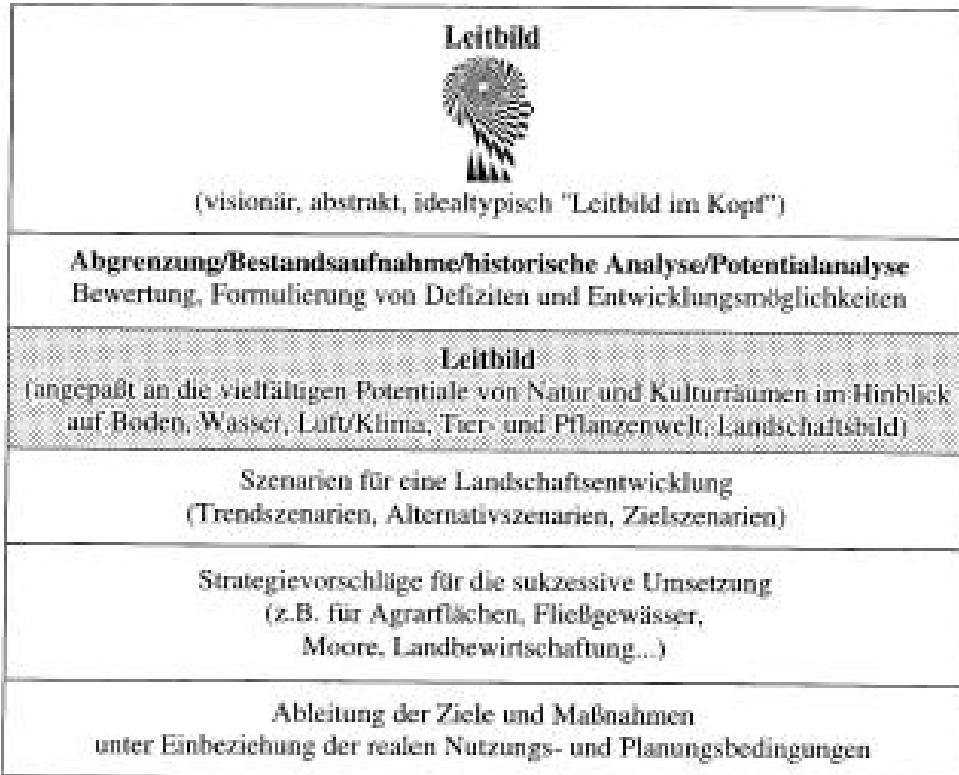 Leitbild
(visionär, abstrakt, idealtypisch "Leitbild im Kopf")
Abgrenzung/Bestandsaufnahme/historische Analyse/Potentialanalyse
Bewertung, Formulierung von Defiziten und Entwicklungsmöglichkeiten
Leitbild
(angepaßt an die vielfältigen Potentiale von Natur und Kulturräumen im Hinblick
auf Boden, Wasser, Luft/Klima, Tier- und Pflanzenwelt, Landschaftsbild)
Szenarien für eine Landschaftsentwicklung
(Trendszenarien, Alternativszenarien, Zielszenarien)
Strategievorschläge für die sukzessive Umsetzung
(z.B. für Agrarflächen, Fließgewässer,
Moore, Landbewirtschaftung...)
Ableitung der Ziele und Maßnahmen
unter Einbeziehung der realen Nutzungs- und Planungsbedingungen